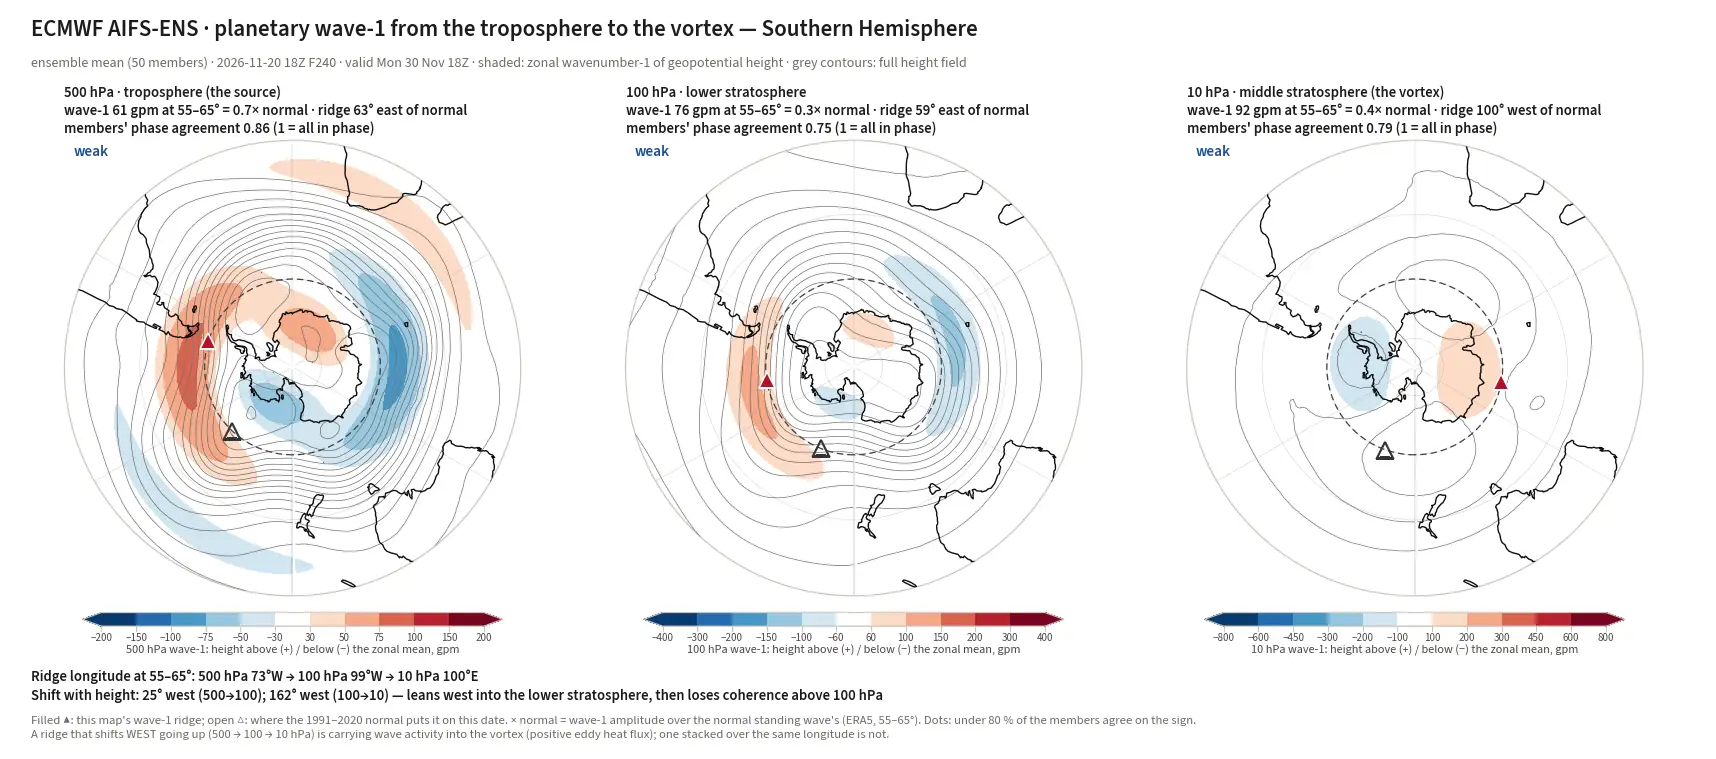 ECMWF AIFS-ENS · planetary wave-1 from the troposphere to the vortex — Southern Hemisphere
ensemble mean (50 members) · 2026-11-20 18Z F240 · valid Mon 30 Nov 18Z · shaded: zonal wavenumber-1 of geopotential height · grey contours: full height field
500 hPa · troposphere (the source)
wave-1 61 gpm at 55–65° = 0.7× normal · ridge 63° east of normal
members' phase agreement 0.86 (1 = all in phase)
weak
100 hPa · lower stratosphere
wave-1 76 gpm at 55–65° = 0.3× normal · ridge 59° east of normal
members' phase agreement 0.75 (1 = all in phase)
weak
10 hPa · middle stratosphere (the vortex)
wave-1 92 gpm at 55–65° = 0.4× normal · ridge 100° west of normal
members' phase agreement 0.79 (1 = all in phase)
weak
−200 −150 −100 −75 −50 −30 30 50 75 100 150 200
500 hPa wave-1: height above (+) / below (−) the zonal mean, gpm
−400 −300 −200 −150 −100 −60 60 100 150 200 300 400
100 hPa wave-1: height above (+) / below (−) the zonal mean, gpm
−800 −600 −450 −300 −200 −100 100 200 300 450 600 800
10 hPa wave-1: height above (+) / below (−) the zonal mean, gpm
Ridge longitude at 55–65°: 500 hPa 73°W → 100 hPa 99°W → 10 hPa 100°E
Shift with height: 25° west (500→100); 162° west (100→10) — leans west into the lower stratosphere, then loses coherence above 100 hPa
Filled ▲: this map's wave-1 ridge; open △: where the 1991–2020 normal puts it on this date. × normal = wave-1 amplitude over the normal standing wave's (ERA5, 55–65°). Dots: under 80 % of the members agree on the sign.
A ridge that shifts WEST going up (500 → 100 → 10 hPa) is carrying wave activity into the vortex (positive eddy heat flux); one stacked over the same longitude is not.